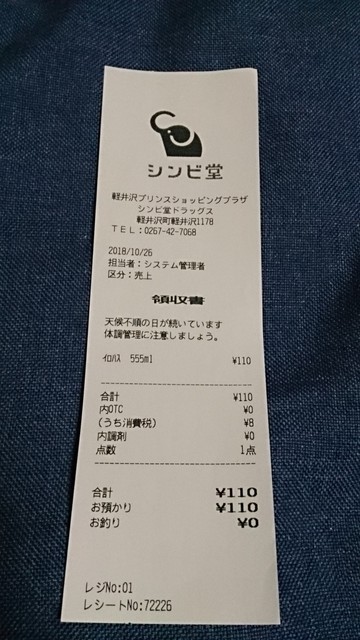 シンビ堂
軽井沢プリンスショッピングプラザ
シンビ堂ドラッグス
軽井沢町軽井沢1178
TEL:0267-42-7068
2018/10/26
担当者:システム管理者
区分:売上
領収書
天候不順の日が続いています
体調管理に注意しましょう。
ｲﾛﾊｽ 555ml ¥110
合計 ¥110
内OTC ¥0
(うち消費税) ¥8
内調剤 ¥0
点数 1点
合計 ¥110
お預かり ¥110
お釣り ¥0
レジNo:01
レシートNo:72226